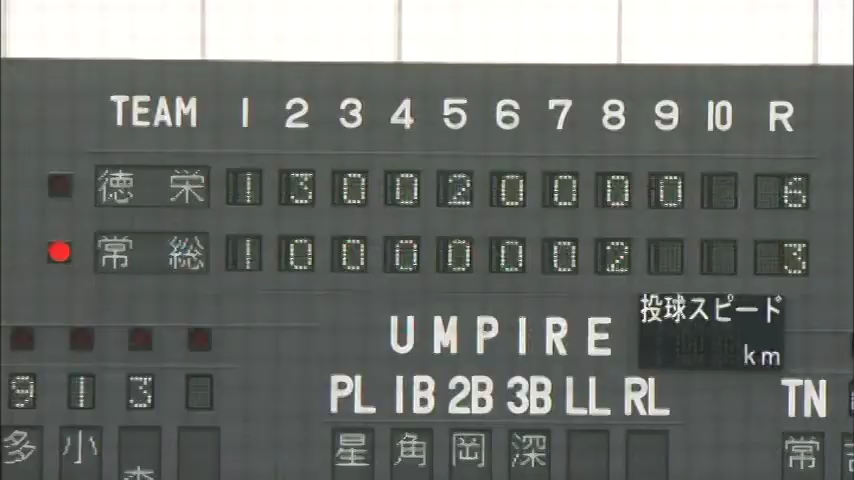 TEAM 1 2 3 4 5 6 7 8 9 10 R
徳栄 1 3 0 0 2 0 0 0 0 6
常総 1 0 0 0 0 0 0 2 3
UMPIRE
投球スピード
km
PL 1B 2B 3B LL RL
TN
9 1 3
多 小
星 角 岡 深
常